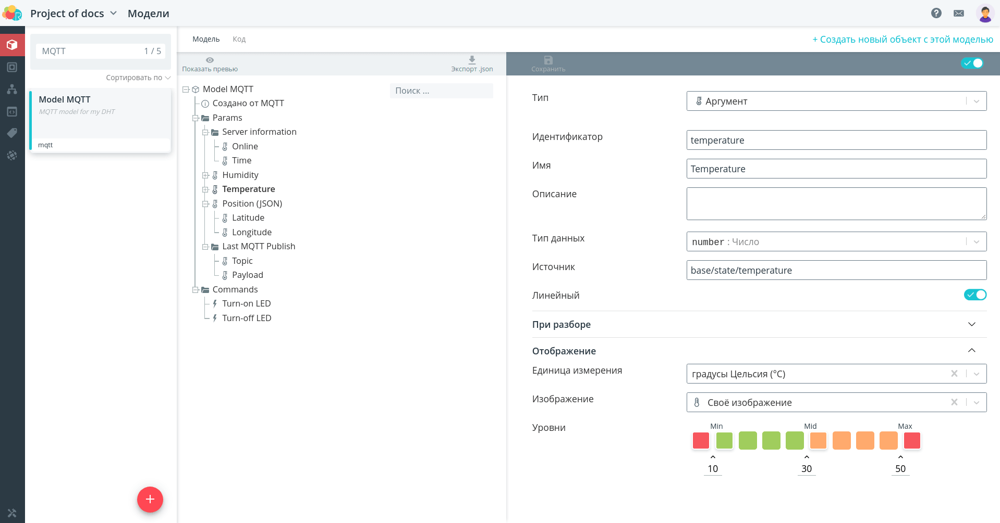 Project of docs
Модели
MQTT 1 / 5
Сортировать по
Model MQTT
MQTT model for my DHT
mqtt
Модель Код
+ Создать новый объект с этой моделью
Показать превью
Экспорт .json
Поиск ...
Model MQTT
Создано от MQTT
Params
Server information
Online
Time
Humidity
Temperature
Position (JSON)
Latitude
Longitude
Last MQTT Publish
Topic
Payload
Commands
Turn-on LED
Turn-off LED
Сохранить
Тип Аргумент
Идентификатор temperature
Имя Temperature
Описание
Тип данных number : Число
Источник base/state/temperature
Линейный
При разборе
Отображение
Единица измерения градусы Цельсия (°C)
Изображение Своё изображение
Уровни
Min Mid Max
10 30 50